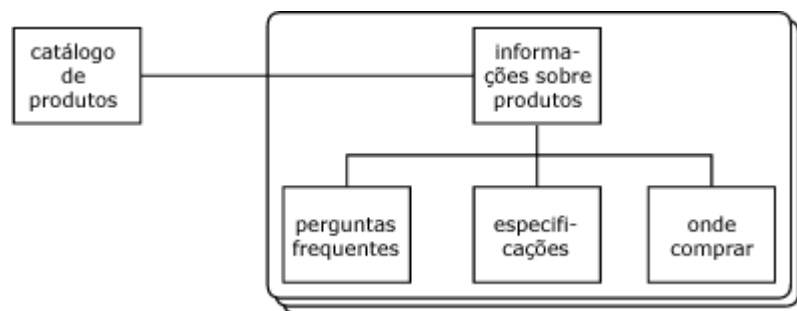 catálogo
de
produtos
informa-
ções sobre
produtos
perguntas
frequentes
especifi-
cações
onde
comprar